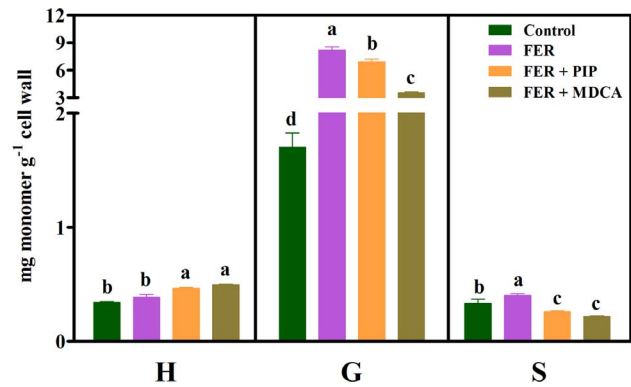 mg monomer g-1 cell wall
12
9
6
3
2
1
0
b
b
a
a
d
a
b
c
b
a
c
c
Control
FER
FER + PIP
FER + MDCA
H
G
S